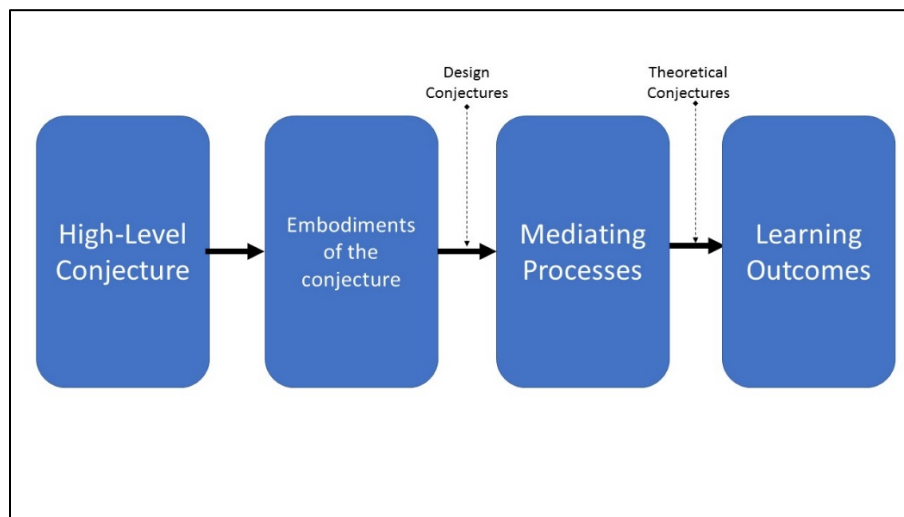 Design
Conjectures
Theoretical
Conjectures
High-Level
Conjecture
Embodiments
of the
conjecture
Mediating
Processes
Learning
Outcomes